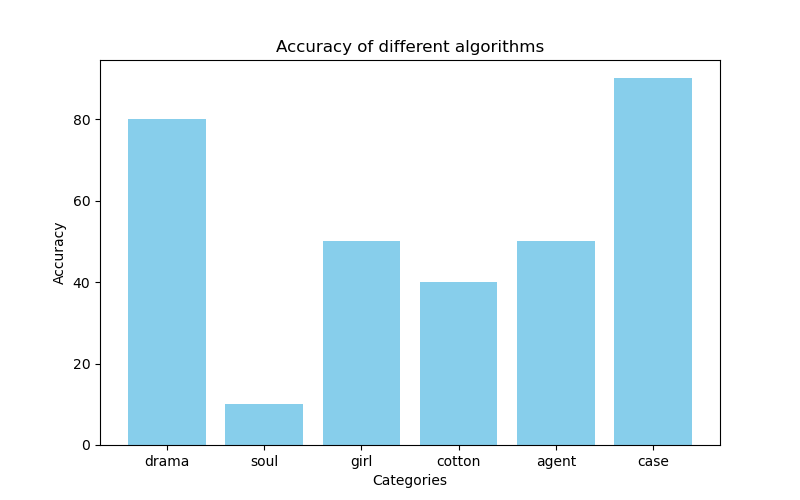 Accuracy of different algorithms
Accuracy
80
60
40
20
0
drama soul girl cotton agent case
Categories